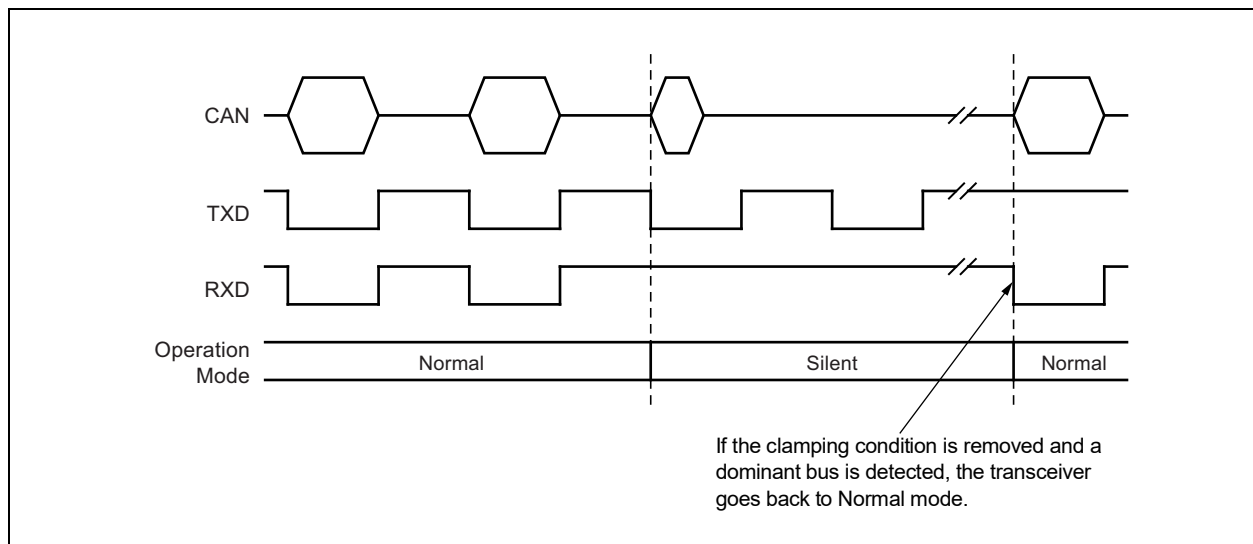 CAN
TXD
RXD
Operation
Mode
Normal
Silent
Normal
If the clamping condition is removed and a
dominant bus is detected, the transceiver
goes back to Normal mode.